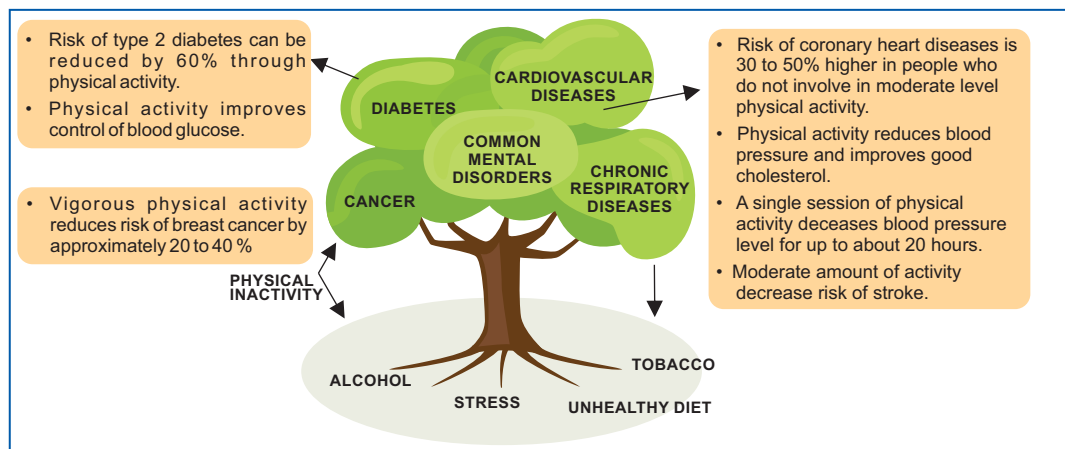 • Risk of type 2 diabetes can be
reduced by 60% through
physical activity.
• Physical activity improves
control of blood glucose.
• Vigorous physical activity
reduces risk of breast cancer by
approximately 20 to 40 %
PHYSICAL
INACTIVITY
DIABETES
CARDIOVASCULAR
DISEASES
COMMON
MENTAL
DISORDERS
CANCER
CHRONIC
RESPIRATORY
DISEASES
• Risk of coronary heart diseases is
30 to 50% higher in people who
do not involve in moderate level
physical activity.
• Physical activity reduces blood
pressure and improves good
cholesterol.
• A single session of physical
activity deceases blood pressure
level for up to about 20 hours.
• Moderate amount of activity
decrease risk of stroke.
ALCOHOL
STRESS
UNHEALTHY DIET
TOBACCO